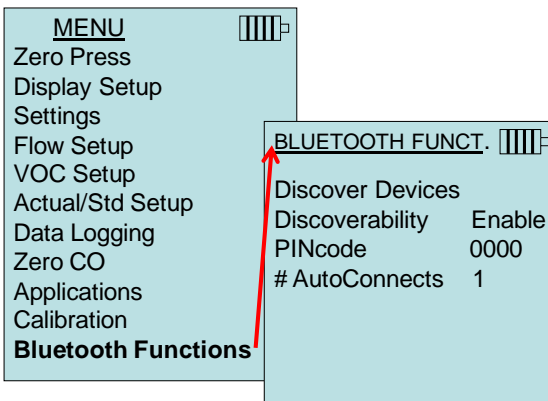 MENU
Zero Press
Display Setup
Settings
Flow Setup
VOC Setup
Actual/Std Setup
Data Logging
Zero CO
Applications
Calibration
Bluetooth Functions
BLUETOOTH FUNCT.
Discover Devices
Discoverability Enable
PINcode 0000
# AutoConnects 1